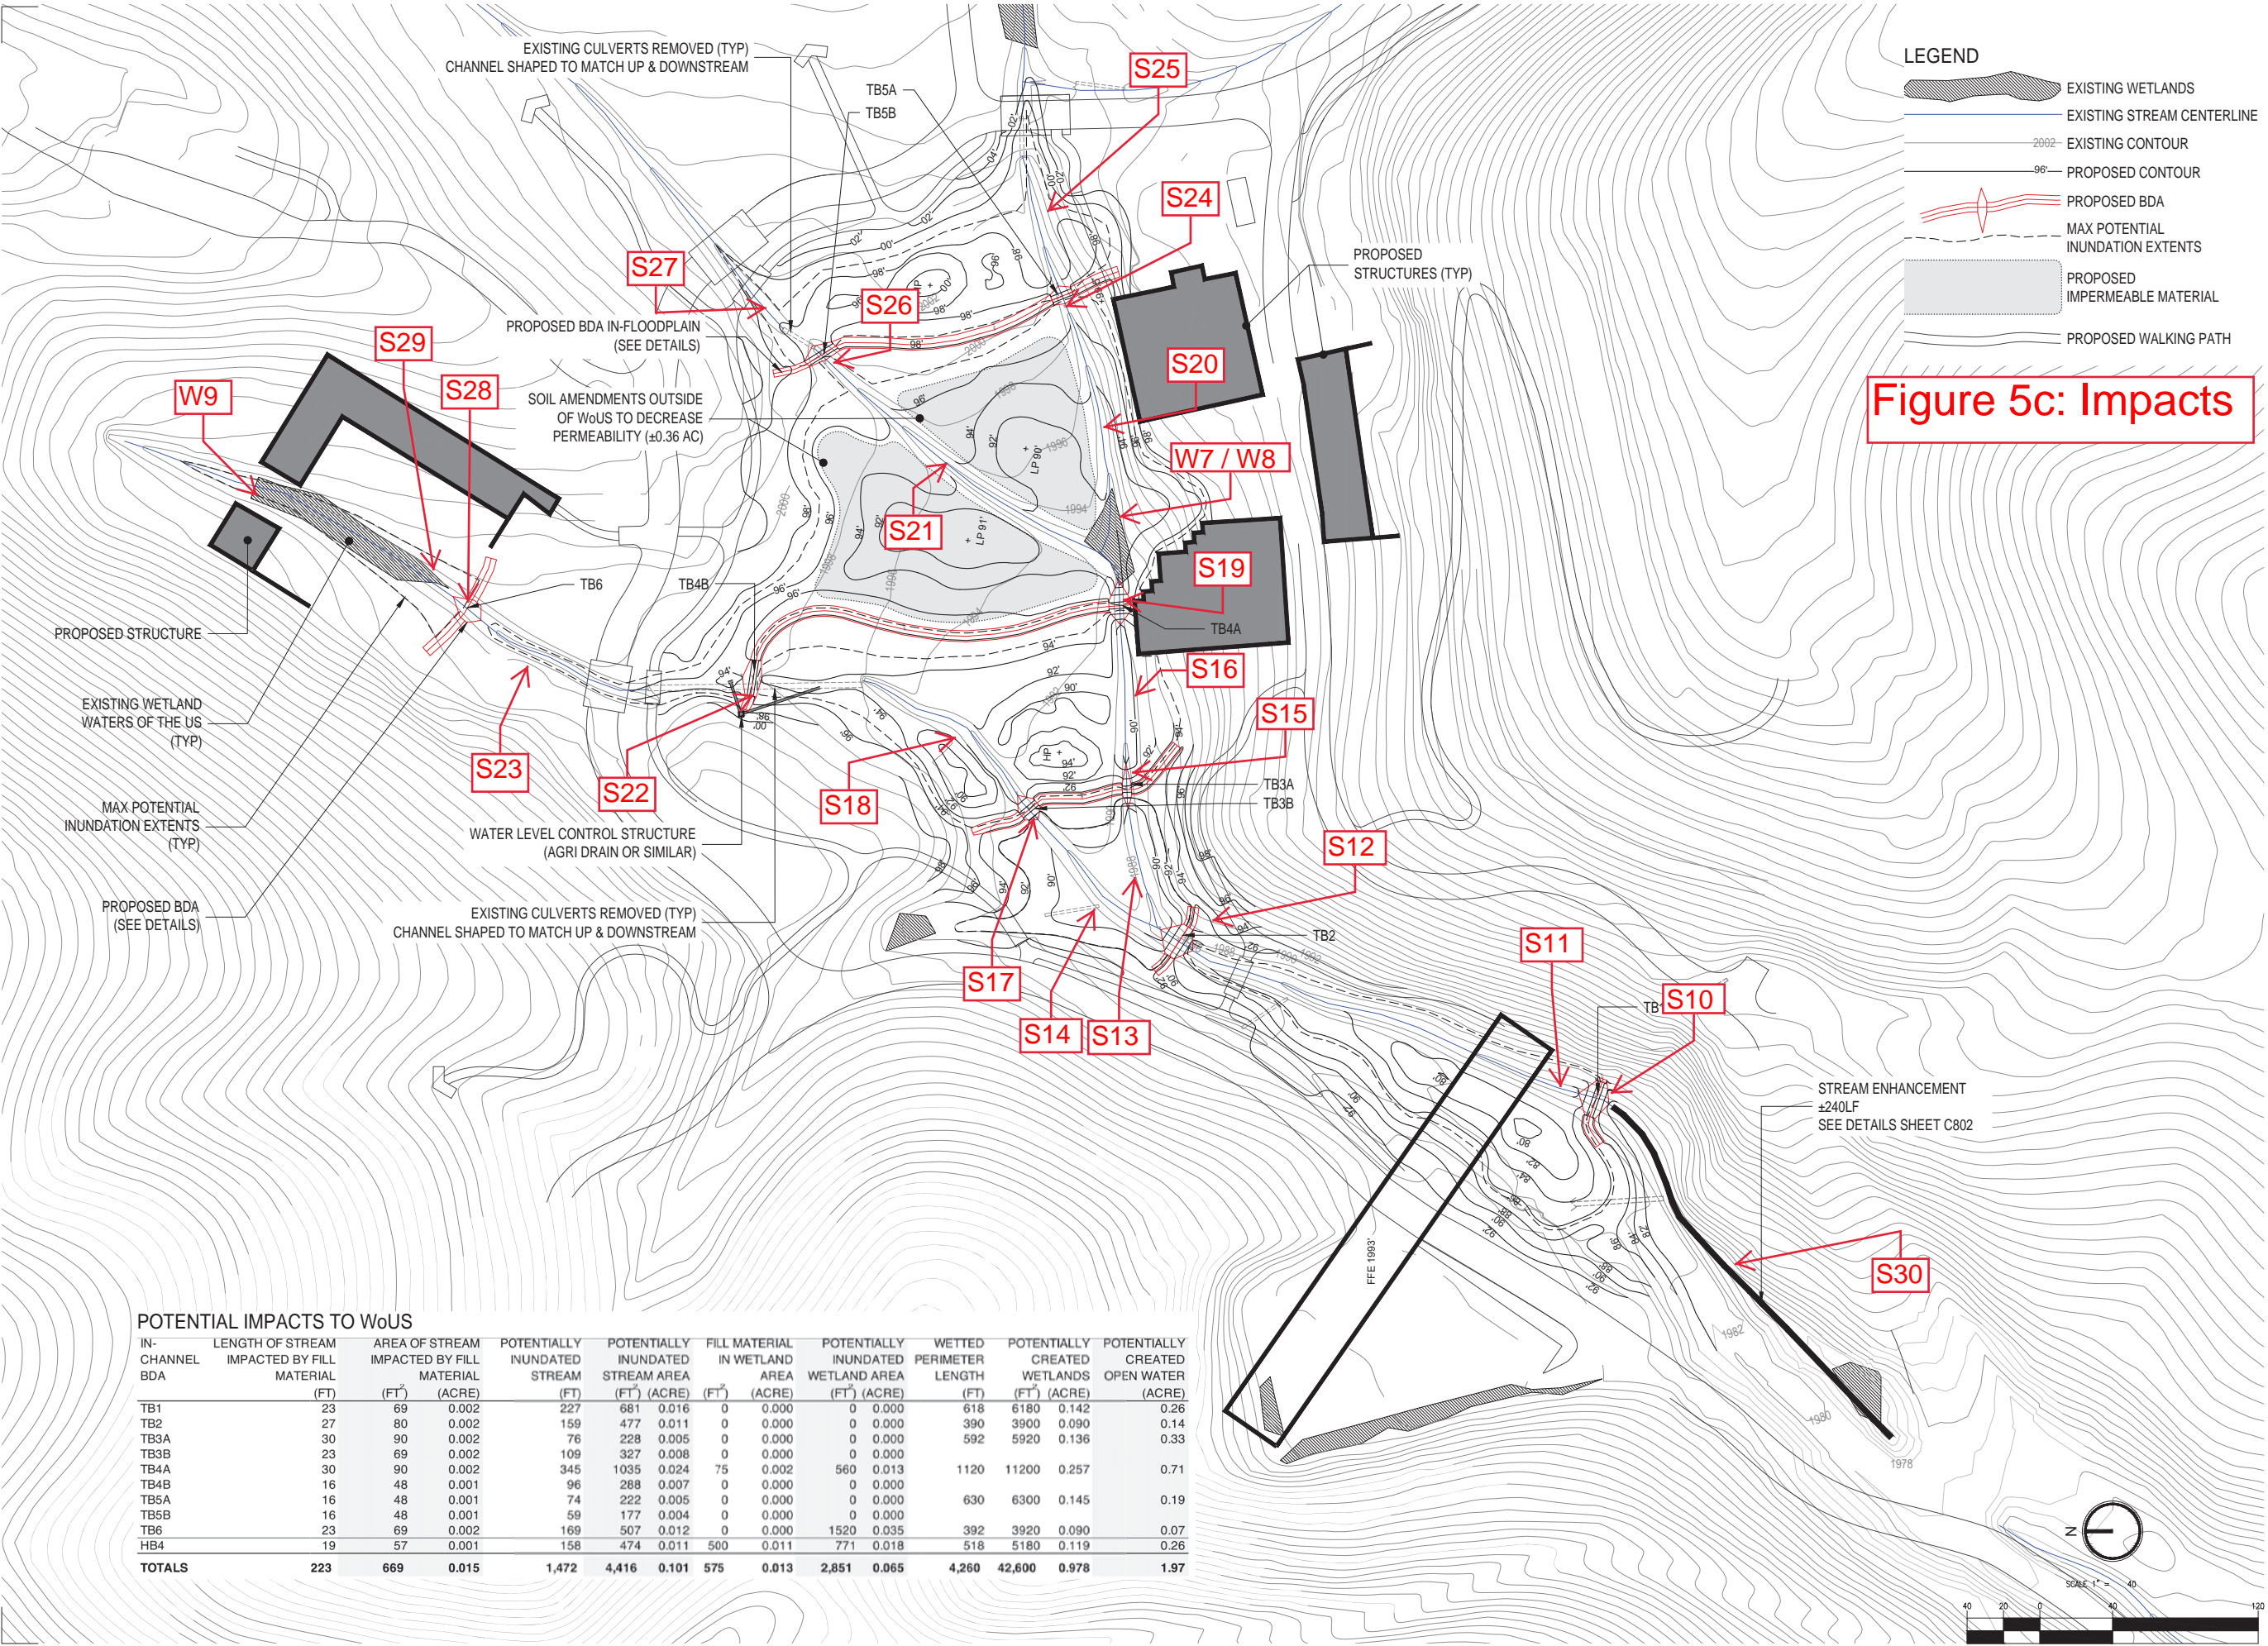 EXISTING CULVERTS REMOVED (TYP)
CHANNEL SHAPED TO MATCH UP & DOWNSTREAM
TB5A
TB5B
S25
S24
S27
S26
S20
S29
S28
W9
W7 / W8
S21
S19
S16
S15
S23
S22
S18
S12
S17
S14
S13
S11
S10
S30
PROPOSED
STRUCTURES (TYP)
PROPOSED BDA IN-FLOODPLAIN
(SEE DETAILS)
SOIL AMENDMENTS OUTSIDE
OF WoUS TO DECREASE
PERMEABILITY (±0.36 AC)
TB6
TB4B
TB4A
TB3A
TB3B
TB2
LP 90'
LP 91'
HP
HP
PROPOSED STRUCTURE
EXISTING WETLAND
WATERS OF THE US
(TYP)
MAX POTENTIAL
INUNDATION EXTENTS
(TYP)
PROPOSED BDA
(SEE DETAILS)
WATER LEVEL CONTROL STRUCTURE
(AGRI DRAIN OR SIMILAR)
EXISTING CULVERTS REMOVED (TYP)
CHANNEL SHAPED TO MATCH UP & DOWNSTREAM
STREAM ENHANCEMENT
±240LF
SEE DETAILS SHEET C802
FFE 1993'
1982
1980
1978
LEGEND
EXISTING WETLANDS
EXISTING STREAM CENTERLINE
2002 EXISTING CONTOUR
96' PROPOSED CONTOUR
PROPOSED BDA
MAX POTENTIAL
INUNDATION EXTENTS
PROPOSED
IMPERMEABLE MATERIAL
PROPOSED WALKING PATH
Figure 5c: Impacts
POTENTIAL IMPACTS TO WoUS
IN- LENGTH OF STREAM AREA OF STREAM POTENTIALLY POTENTIALLY FILL MATERIAL POTENTIALLY WETTED POTENTIALLY POTENTIALLY
CHANNEL IMPACTED BY FILL IMPACTED BY FILL INUNDATED INUNDATED IN WETLAND INUNDATED PERIMETER CREATED CREATED
BDA MATERIAL MATERIAL STREAM STREAM AREA AREA WETLAND AREA LENGTH WETLANDS OPEN WATER
(FT) (FT²) (ACRE) (FT) (FT²) (ACRE) (FT²) (ACRE) (FT²) (ACRE) (FT) (FT²) (ACRE) (ACRE)
TB1 23 69 0.002 227 681 0.016 0 0.000 0 0.000 618 6180 0.142 0.26
TB2 27 80 0.002 159 477 0.011 0 0.000 0 0.000 390 3900 0.090 0.14
TB3A 30 90 0.002 76 228 0.005 0 0.000 0 0.000 592 5920 0.136 0.33
TB3B 23 69 0.002 109 327 0.008 0 0.000 0 0.000
TB4A 30 90 0.002 345 1035 0.024 75 0.002 560 0.013 1120 11200 0.257 0.71
TB4B 16 48 0.001 96 288 0.007 0 0.000 0 0.000
TB5A 16 48 0.001 74 222 0.005 0 0.000 0 0.000 630 6300 0.145 0.19
TB5B 16 48 0.001 59 177 0.004 0 0.000 0 0.000
TB6 23 69 0.002 169 507 0.012 0 0.000 1520 0.035 392 3920 0.090 0.07
HB4 19 57 0.001 158 474 0.011 500 0.011 771 0.018 518 5180 0.119 0.26
TOTALS 223 669 0.015 1,472 4,416 0.101 575 0.013 2,851 0.065 4,260 42,600 0.978 1.97
N
SCALE 1" = 40
40 20 0 40 120